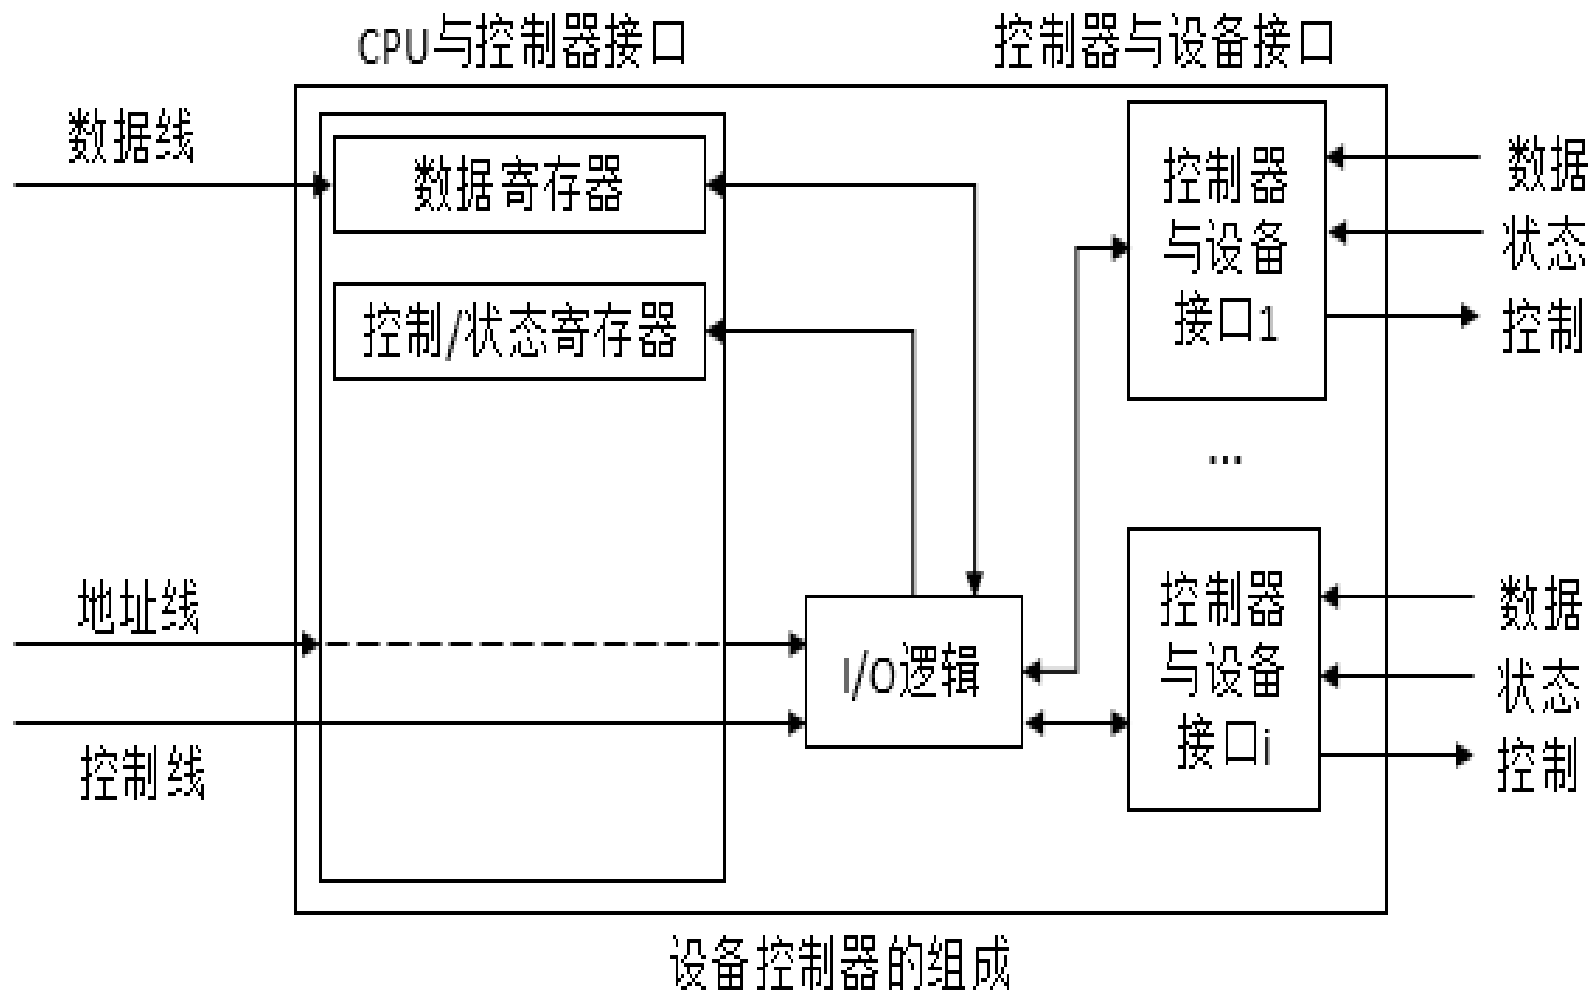 CPU与控制器接口
控制器与设备接口
数据线
数据寄存器
控制/状态寄存器
地址线
控制线
I/O逻辑
控制器
与设备
接口1
数据
状态
控制
...
控制器
与设备
接口i
数据
状态
控制
设备控制器的组成